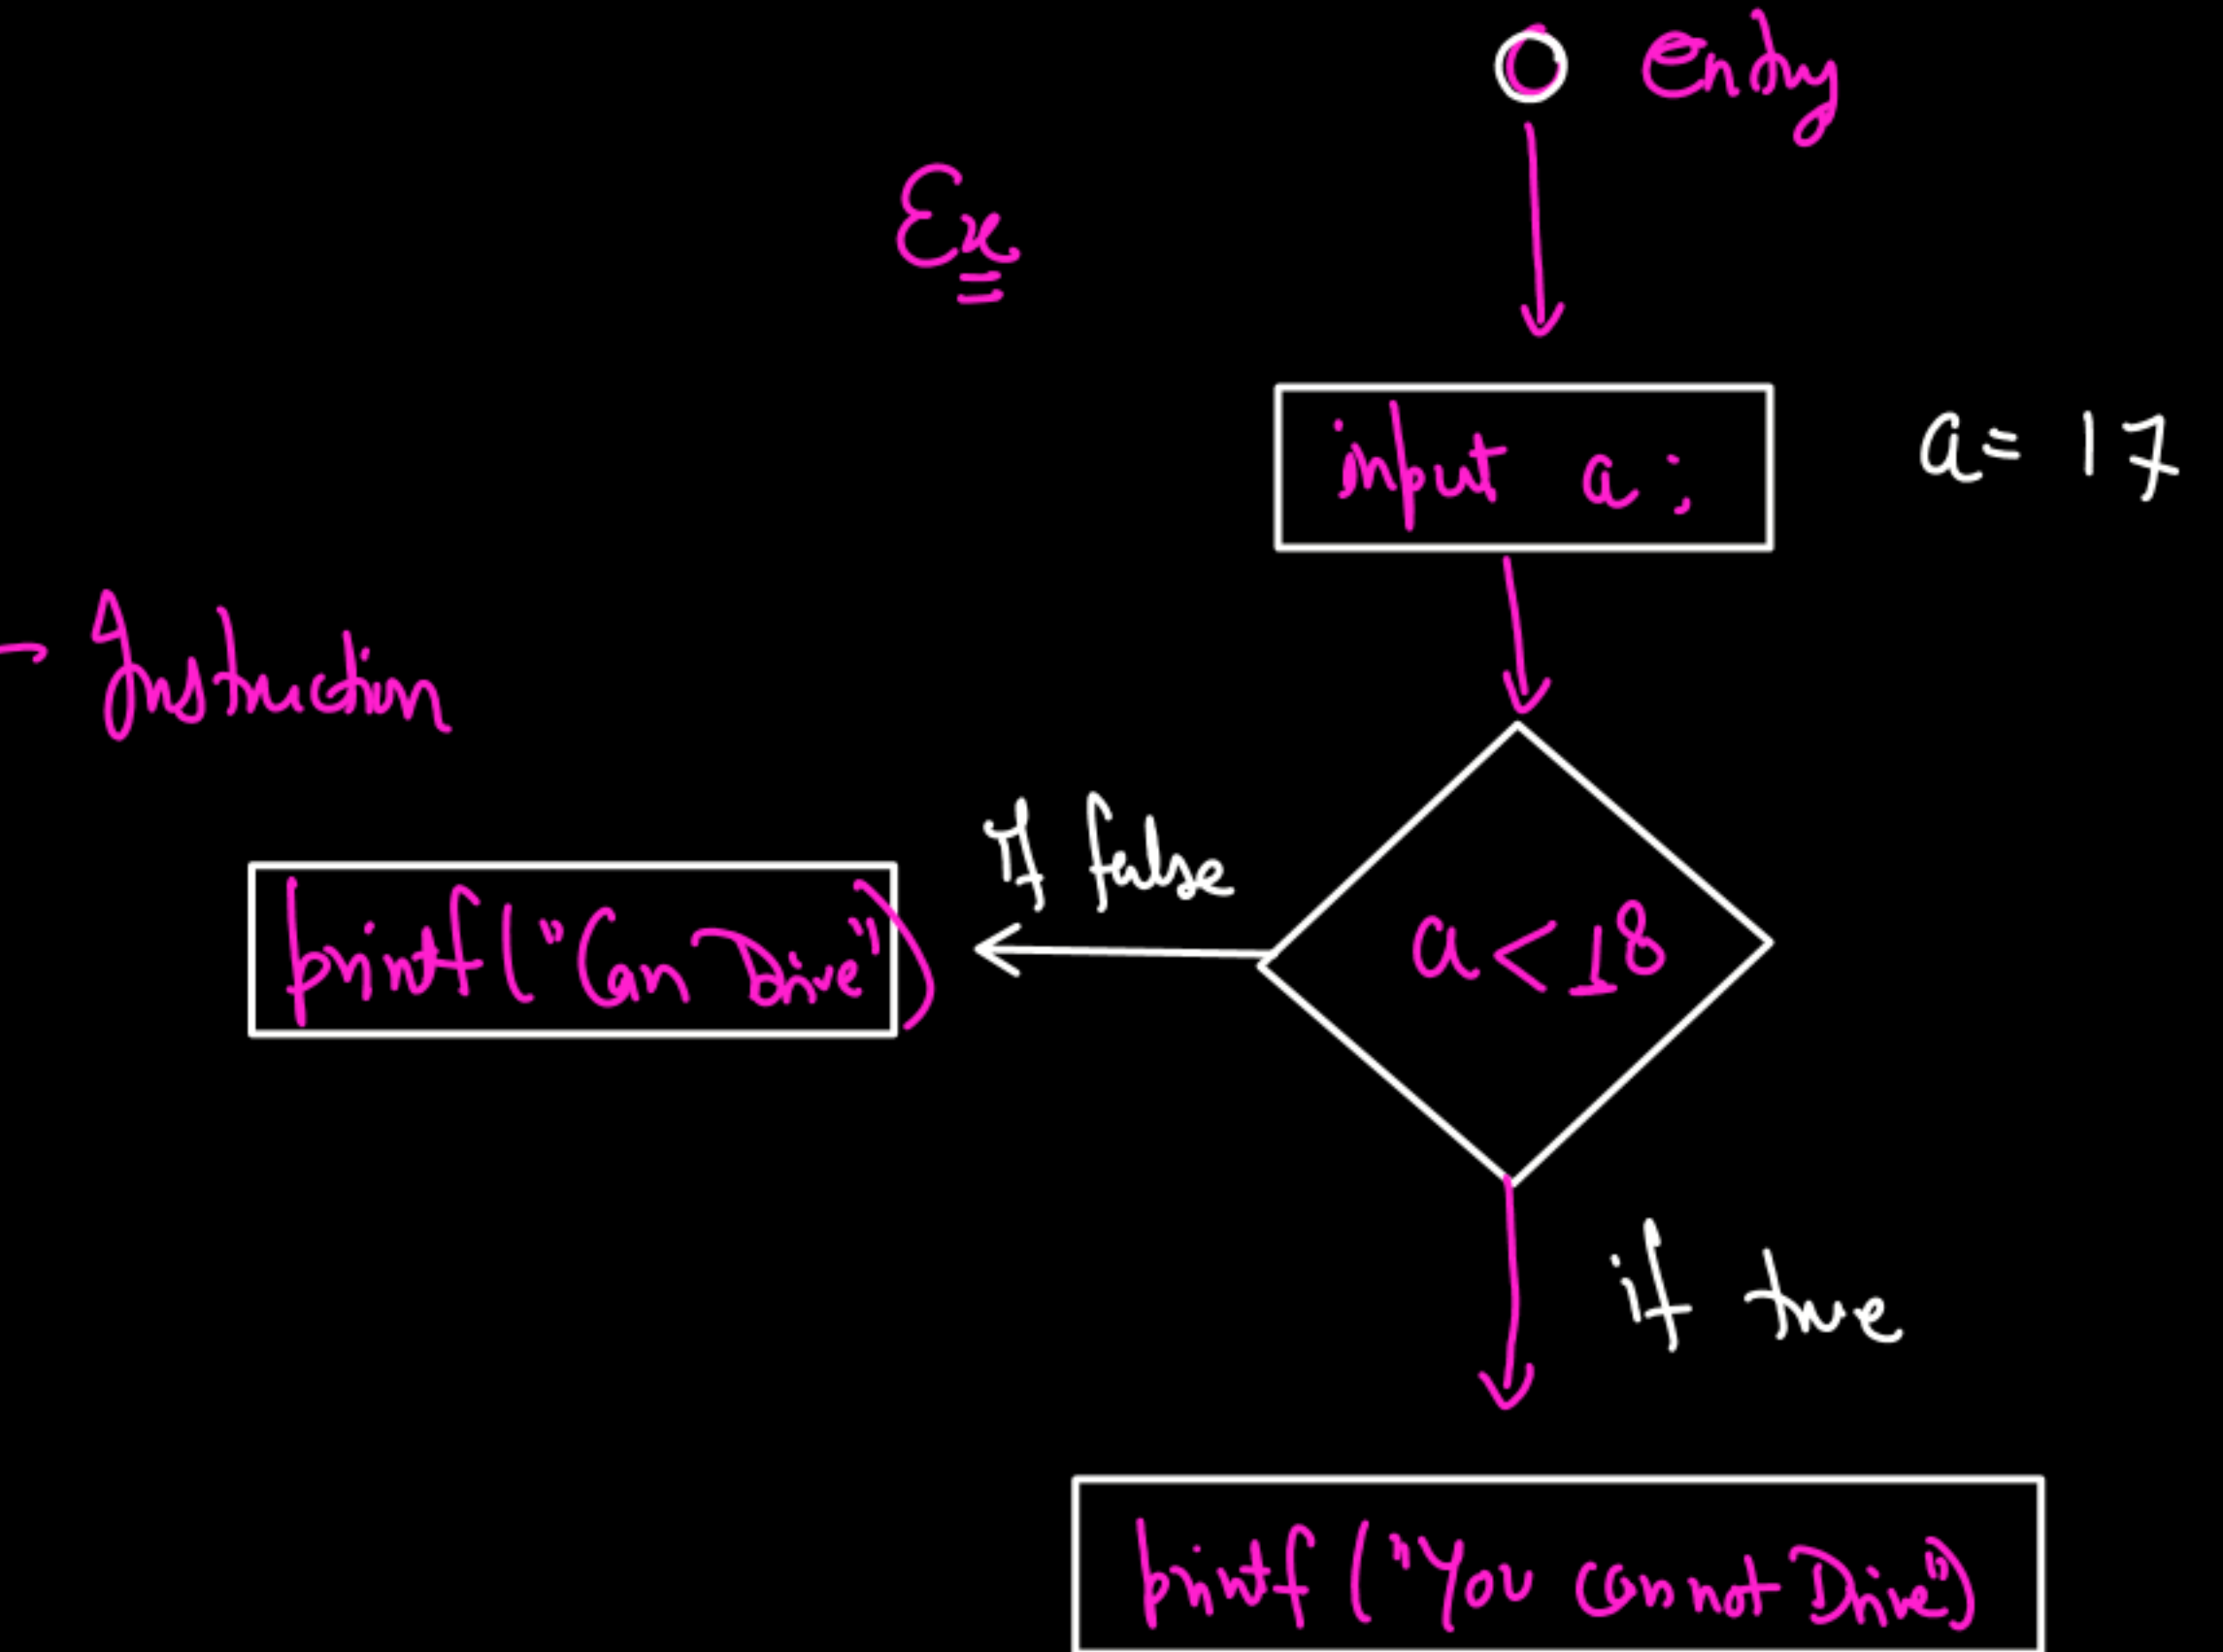 Entry
Ex
input a;
a = 17
- Instruction
If false
printf("Can Drive")
a < 18
if true
printf("You cannot Drive")